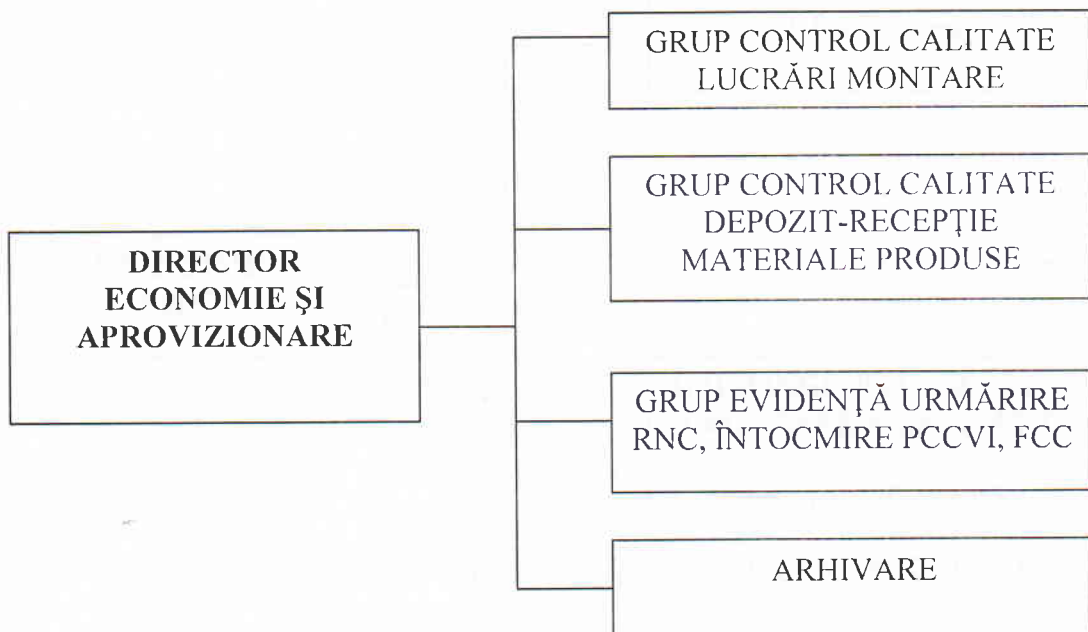 GRUP CONTROL CALITATE
LUCRĂRI MONTARE
GRUP CONTROL CALITATE
DEPOZIT-RECEPŢIE
MATERIALE PRODUSE
DIRECTOR
ECONOMIE ŞI
APROVIZIONARE
GRUP EVIDENŢĂ URMĂRIRE
RNC, ÎNTOCMIRE PCCVI, FCC
ARHIVARE